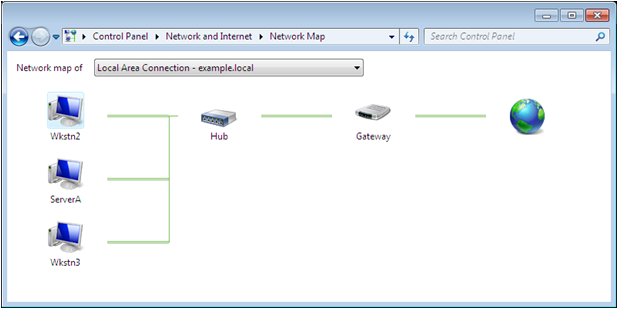 Control Panel Network and Internet Network Map Search Control Panel
Network map of Local Area Connection - example.local
Wkstn2 Hub Gateway
ServerA
Wkstn3